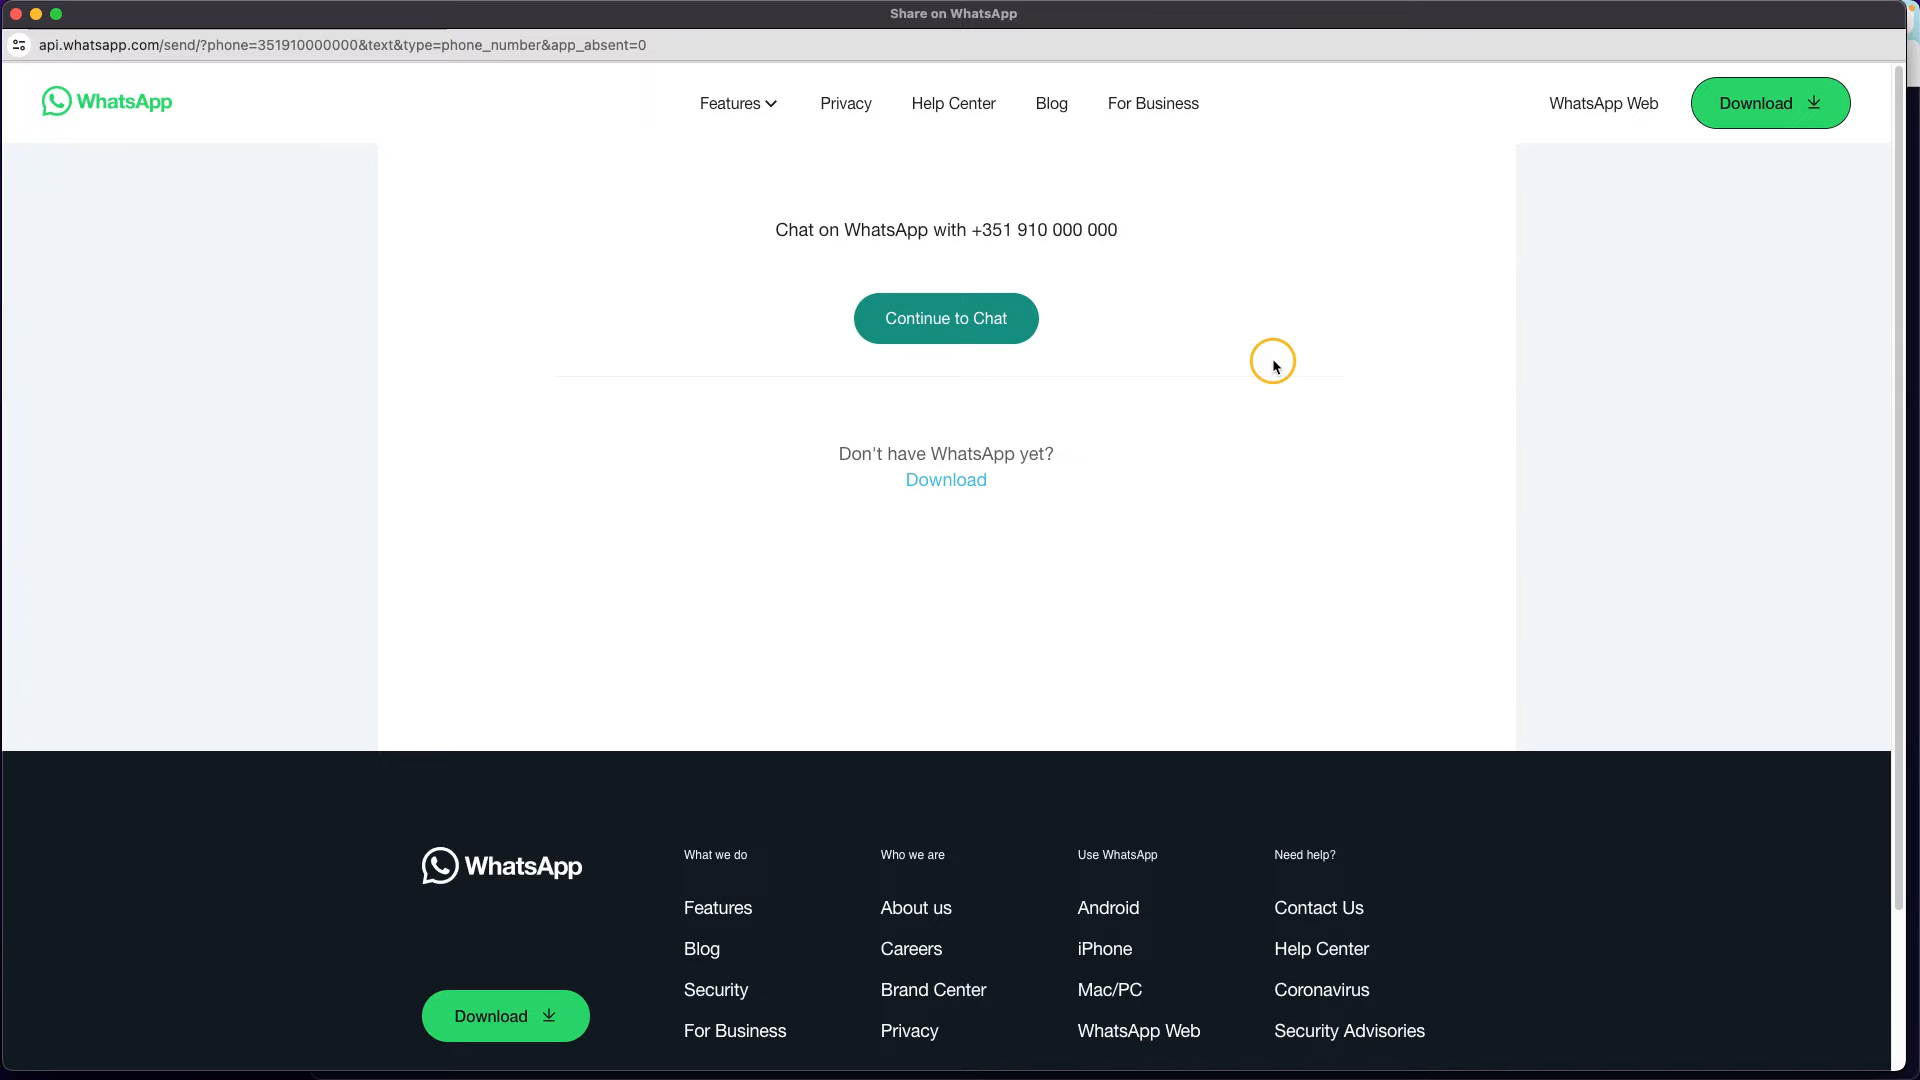 Share on WhatsApp
api.whatsapp.com/send/?phone=351910000000&text&type=phone_number&app_absent=0
WhatsApp
Features
Privacy
Help Center
Blog
For Business
WhatsApp Web
Download
Chat on WhatsApp with +351 910 000 000
Continue to Chat
Don't have WhatsApp yet?
Download
WhatsApp
Download
What we do
Features
Blog
Security
For Business
Who we are
About us
Careers
Brand Center
Privacy
Use WhatsApp
Android
iPhone
Mac/PC
WhatsApp Web
Need help?
Contact Us
Help Center
Coronavirus
Security Advisories